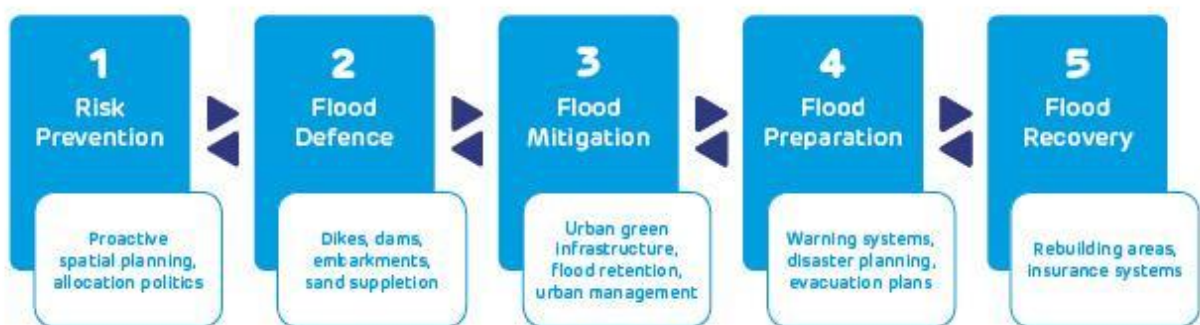 1
Risk
Prevention
Proactive
spatial planning,
allocation politics
2
Flood
Defence
Dikes, dams,
embarkments,
sand suppletion
3
Flood
Mitigation
Urban green
infrastructure,
flood retention,
urban management
4
Flood
Preparation
Warning systems,
disaster planning,
evacuation plans
5
Flood
Recovery
Rebuilding areas,
insurance systems